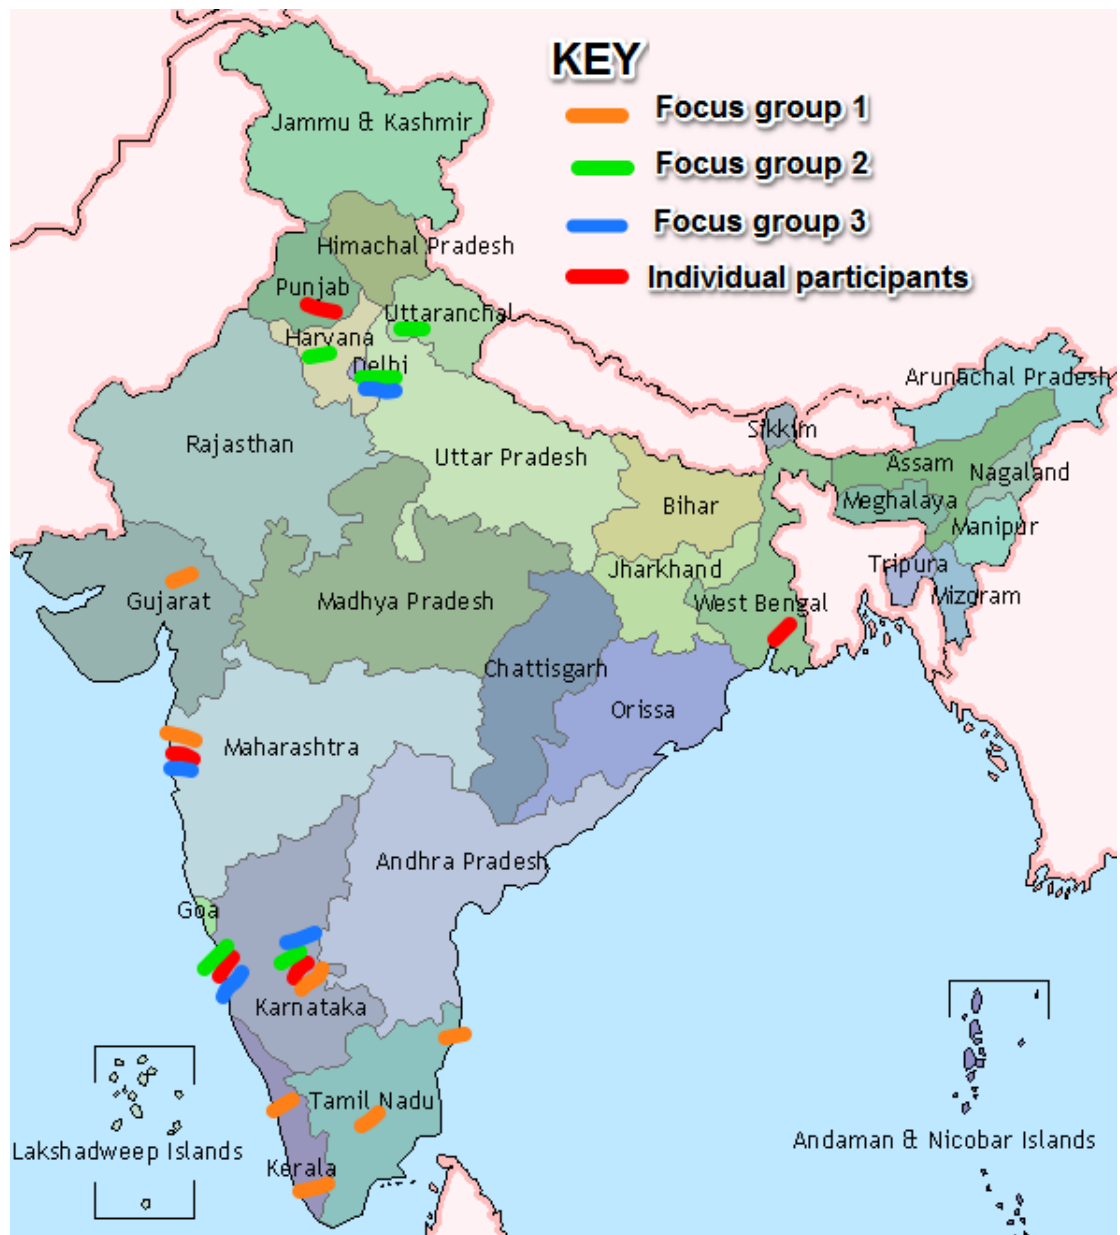 KEY
Focus group 1
Focus group 2
Focus group 3
Individual participants
Jammu & Kashmir
Himachal Pradesh
Punjab
Uttaranchal
Haryana
Delhi
Arunachal Pradesh
Sikkim
Rajasthan
Uttar Pradesh
Assam
Nagaland
Meghalaya
Bihar
Manipur
Tripura
Jharkhand
Mizoram
Gujarat
Madhya Pradesh
West Bengal
Chattisgarh
Orissa
Maharashtra
Andhra Pradesh
Goa
Karnataka
Tamil Nadu
Andaman & Nicobar Islands
Lakshadweep Islands
Kerala